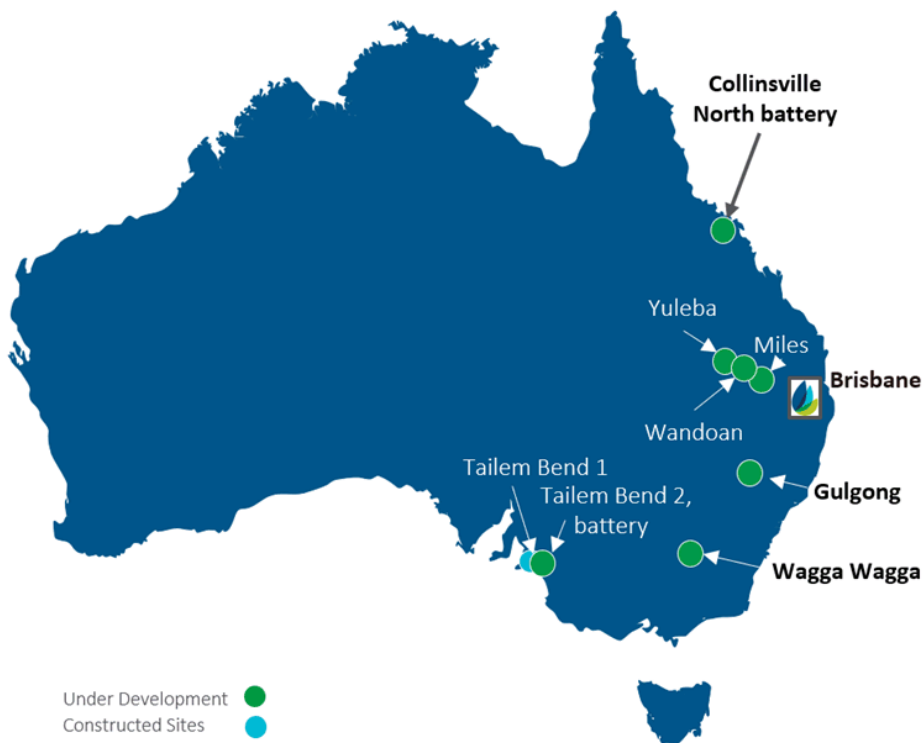 Collinsville
North battery
Yuleba
Miles
Brisbane
Wandoan
Tailem Bend 1
Tailem Bend 2,
battery
Gulgong
Wagga Wagga
Under Development
Constructed Sites